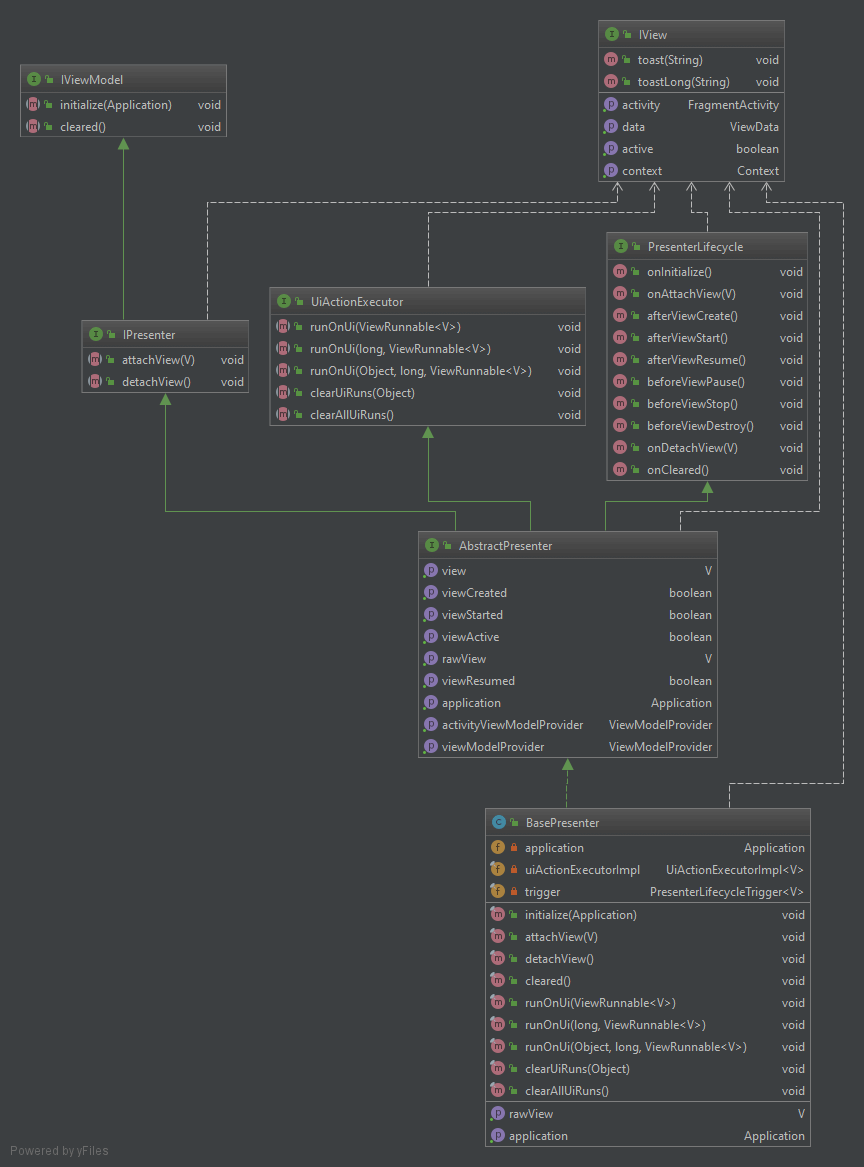 IView
toast(String) void
toastLong(String) void
activity FragmentActivity
data ViewData
active boolean
context Context
IViewModel
initialize(Application) void
cleared() void
PresenterLifecycle
onInitialize() void
onAttachView(V) void
afterViewCreate() void
afterViewStart() void
afterViewResume() void
beforeViewPause() void
beforeViewStop() void
beforeViewDestroy() void
onDetachView(V) void
onCleared() void
UiActionExecutor
runOnUi(ViewRunnable<V>) void
runOnUi(long, ViewRunnable<V>) void
runOnUi(Object, long, ViewRunnable<V>) void
clearUiRuns(Object) void
clearAllUiRuns() void
IPresenter
attachView(V) void
detachView() void
AbstractPresenter
view V
viewCreated boolean
viewStarted boolean
viewActive boolean
rawView V
viewResumed boolean
application Application
activityViewModelProvider ViewModelProvider
viewModelProvider ViewModelProvider
BasePresenter
application Application
uiActionExecutorImpl UiActionExecutorImpl<V>
trigger PresenterLifecycleTrigger<V>
initialize(Application) void
attachView(V) void
detachView() void
cleared() void
runOnUi(ViewRunnable<V>) void
runOnUi(long, ViewRunnable<V>) void
runOnUi(Object, long, ViewRunnable<V>) void
clearUiRuns(Object) void
clearAllUiRuns() void
rawView V
application Application
Powered by yFiles